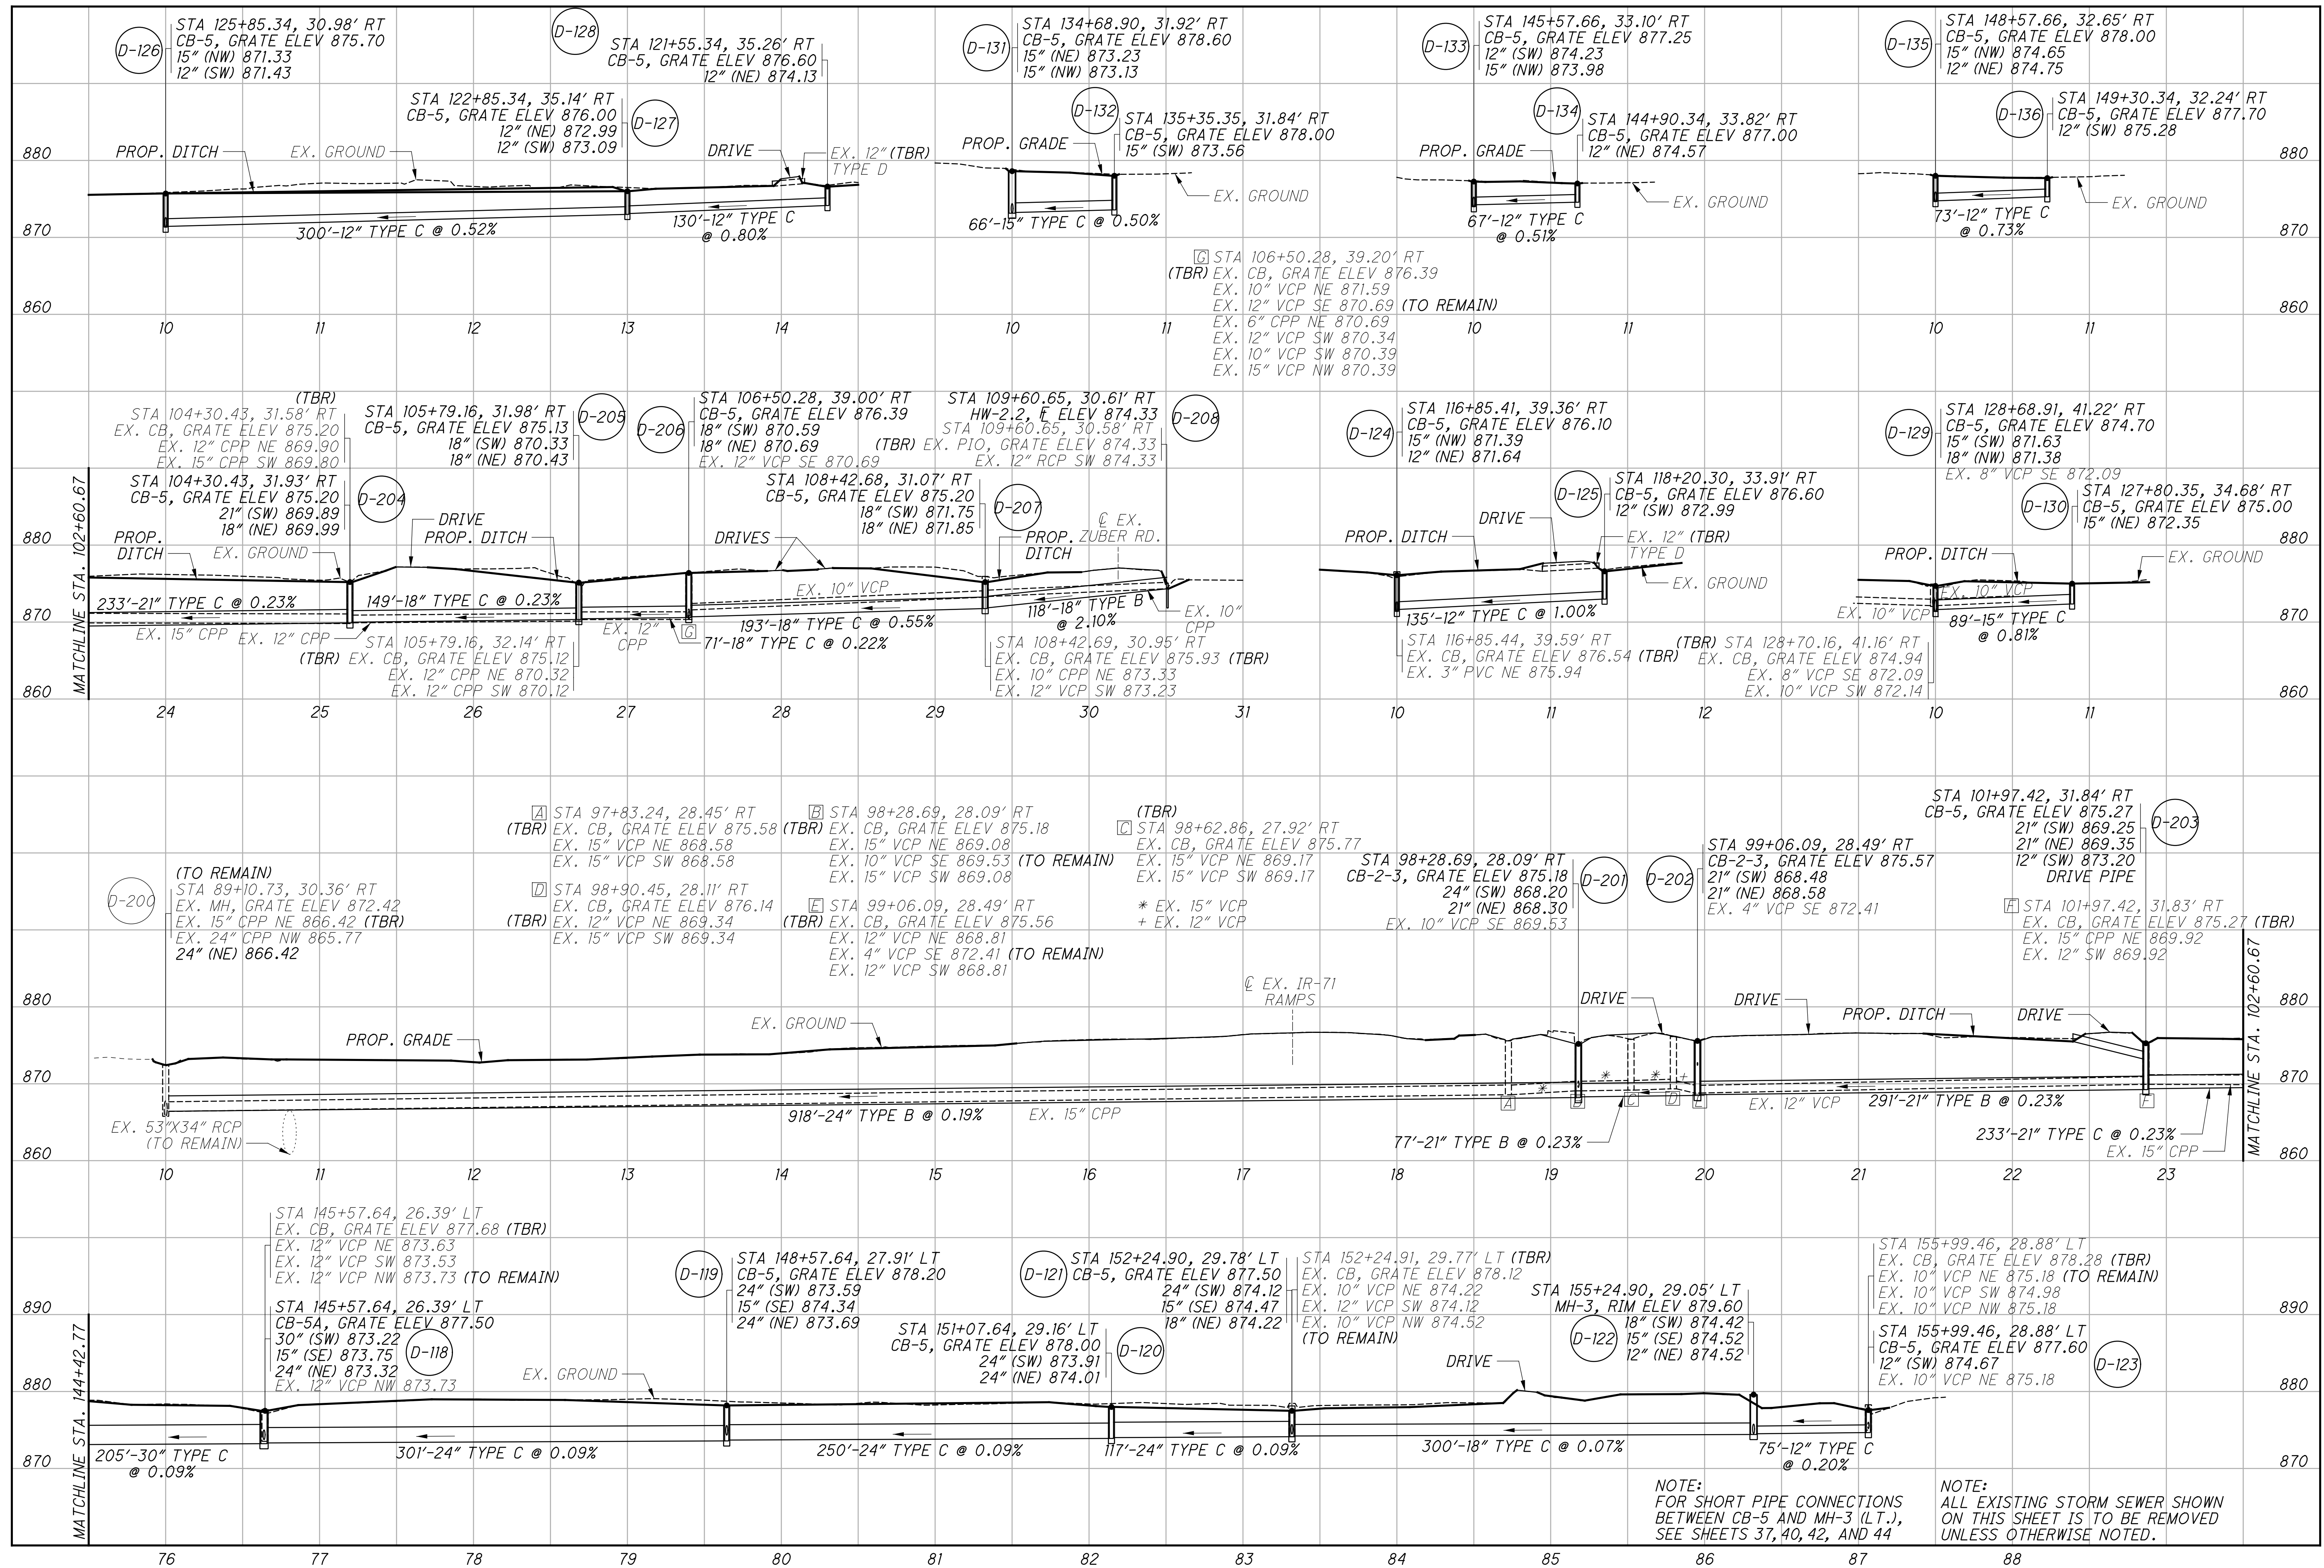 D-126
STA 125+85.34, 30.98' RT
CB-5, GRATE ELEV 875.70
15" (NW) 871.33
12" (SW) 871.43
D-128
STA 121+55.34, 35.26' RT
CB-5, GRATE ELEV 876.60
12" (NE) 874.13
STA 122+85.34, 35.14' RT
CB-5, GRATE ELEV 876.00
12" (NE) 872.99
12" (SW) 873.09
D-127
PROP. DITCH
EX. GROUND
DRIVE
EX. 12" (TBR)
TYPE D
300'-12" TYPE C @ 0.52%
130'-12" TYPE C
@ 0.80%
D-131
STA 134+68.90, 31.92' RT
CB-5, GRATE ELEV 878.60
15" (NE) 873.23
15" (NW) 873.13
D-132
STA 135+35.35, 31.84' RT
CB-5, GRATE ELEV 878.00
15" (SW) 873.56
PROP. GRADE
EX. GROUND
66'-15" TYPE C @ 0.50%
D-133
STA 145+57.66, 33.10' RT
CB-5, GRATE ELEV 877.25
12" (SW) 874.23
15" (NW) 873.98
D-134
STA 144+90.34, 33.82' RT
CB-5, GRATE ELEV 877.00
12" (NE) 874.57
PROP. GRADE
EX. GROUND
67'-12" TYPE C
@ 0.51%
D-135
STA 148+57.66, 32.65' RT
CB-5, GRATE ELEV 878.00
15" (NW) 874.65
12" (NE) 874.75
D-136
STA 149+30.34, 32.24' RT
CB-5, GRATE ELEV 877.70
12" (SW) 875.28
EX. GROUND
73'-12" TYPE C
@ 0.73%
880
870
860
880
870
860
G STA 106+50.28, 39.20' RT
(TBR) EX. CB, GRATE ELEV 876.39
EX. 10" VCP NE 871.59
EX. 12" VCP SE 870.69 (TO REMAIN)
EX. 6" CPP NE 870.69
EX. 12" VCP SW 870.34
EX. 10" VCP SW 870.39
EX. 15" VCP NW 870.39
10 11 12 13 14 10 11 10 11 10 11
(TBR)
STA 104+30.43, 31.58' RT
EX. CB, GRATE ELEV 875.20
EX. 12" CPP NE 869.90
EX. 15" CPP SW 869.80
STA 104+30.43, 31.93' RT
CB-5, GRATE ELEV 875.20
21" (SW) 869.89
18" (NE) 869.99
D-204
STA 105+79.16, 31.98' RT
CB-5, GRATE ELEV 875.13
18" (SW) 870.33
18" (NE) 870.43
D-205
D-206
STA 106+50.28, 39.00' RT
CB-5, GRATE ELEV 876.39
18" (SW) 870.59
18" (NE) 870.69
EX. 12" VCP SE 870.69
STA 109+60.65, 30.61' RT
HW-2.2, ℄ ELEV 874.33
STA 109+60.65, 30.58' RT
(TBR) EX. PIO, GRATE ELEV 874.33
EX. 12" RCP SW 874.33
D-208
STA 108+42.68, 31.07' RT
CB-5, GRATE ELEV 875.20
18" (SW) 871.75
18" (NE) 871.85
D-207
MATCHLINE STA. 102+60.67
PROP.
DITCH
EX. GROUND
DRIVE
PROP. DITCH
DRIVES
PROP.
DITCH
℄ EX.
ZUBER RD.
233'-21" TYPE C @ 0.23%
149'-18" TYPE C @ 0.23%
EX. 10" VCP
193'-18" TYPE C @ 0.55%
118'-18" TYPE B
@ 2.10%
EX. 10"
CPP
EX. 15" CPP
EX. 12" CPP
EX. 12"
CPP
G
71'-18" TYPE C @ 0.22%
STA 105+79.16, 32.14' RT
(TBR) EX. CB, GRATE ELEV 875.12
EX. 12" CPP NE 870.32
EX. 12" CPP SW 870.12
STA 108+42.69, 30.95' RT
EX. CB, GRATE ELEV 875.93 (TBR)
EX. 10" CPP NE 873.33
EX. 12" VCP SW 873.23
D-124
STA 116+85.41, 39.36' RT
CB-5, GRATE ELEV 876.10
15" (NW) 871.39
12" (NE) 871.64
D-125
STA 118+20.30, 33.91' RT
CB-5, GRATE ELEV 876.60
12" (SW) 872.99
DRIVE
PROP. DITCH
EX. 12" (TBR)
TYPE D
EX. GROUND
135'-12" TYPE C @ 1.00%
STA 116+85.44, 39.59' RT
EX. CB, GRATE ELEV 876.54 (TBR)
EX. 3" PVC NE 875.94
D-129
STA 128+68.91, 41.22' RT
CB-5, GRATE ELEV 874.70
15" (SW) 871.63
18" (NW) 871.38
EX. 8" VCP SE 872.09
D-130
STA 127+80.35, 34.68' RT
CB-5, GRATE ELEV 875.00
15" (NE) 872.35
PROP. DITCH
EX. GROUND
EX. 10" VCP
EX. 10" VCP
89'-15" TYPE C
@ 0.81%
(TBR) STA 128+70.16, 41.16' RT
EX. CB, GRATE ELEV 874.94
EX. 8" VCP SE 872.09
EX. 10" VCP SW 872.14
880
870
860
880
870
860
24 25 26 27 28 29 30 31 10 11 12 10 11
A STA 97+83.24, 28.45' RT
(TBR) EX. CB, GRATE ELEV 875.58
EX. 15" VCP NE 868.58
EX. 15" VCP SW 868.58
B STA 98+28.69, 28.09' RT
(TBR) EX. CB, GRATE ELEV 875.18
EX. 15" VCP NE 869.08
EX. 10" VCP SE 869.53 (TO REMAIN)
EX. 15" VCP SW 869.08
(TBR)
C STA 98+62.86, 27.92' RT
EX. CB, GRATE ELEV 875.77
EX. 15" VCP NE 869.17
EX. 15" VCP SW 869.17
D STA 98+90.45, 28.11' RT
EX. CB, GRATE ELEV 876.14
(TBR) EX. 12" VCP NE 869.34
EX. 15" VCP SW 869.34
E STA 99+06.09, 28.49' RT
(TBR) EX. CB, GRATE ELEV 875.56
EX. 12" VCP NE 868.81
EX. 4" VCP SE 872.41 (TO REMAIN)
EX. 12" VCP SW 868.81
* EX. 15" VCP
+ EX. 12" VCP
D-200
(TO REMAIN)
STA 89+10.73, 30.36' RT
EX. MH, GRATE ELEV 872.42
EX. 15" CPP NE 866.42 (TBR)
EX. 24" CPP NW 865.77
24" (NE) 866.42
STA 98+28.69, 28.09' RT
CB-2-3, GRATE ELEV 875.18
24" (SW) 868.20
21" (NE) 868.30
EX. 10" VCP SE 869.53
D-201
D-202
STA 99+06.09, 28.49' RT
CB-2-3, GRATE ELEV 875.57
21" (SW) 868.48
21" (NE) 868.58
EX. 4" VCP SE 872.41
STA 101+97.42, 31.84' RT
CB-5, GRATE ELEV 875.27
21" (SW) 869.25
21" (NE) 869.35
12" (SW) 873.20
DRIVE PIPE
D-203
F STA 101+97.42, 31.83' RT
EX. CB, GRATE ELEV 875.27 (TBR)
EX. 15" CPP NE 869.92
EX. 12" SW 869.92
MATCHLINE STA. 102+60.67
℄ EX. IR-71
RAMPS
PROP. GRADE
EX. GROUND
DRIVE
DRIVE
PROP. DITCH
DRIVE
* * * +
A B C D E F
EX. 53"X34" RCP
(TO REMAIN)
918'-24" TYPE B @ 0.19%
EX. 15" CPP
77'-21" TYPE B @ 0.23%
EX. 12" VCP
291'-21" TYPE B @ 0.23%
233'-21" TYPE C @ 0.23%
EX. 15" CPP
880
870
860
880
870
860
10 11 12 13 14 15 16 17 18 19 20 21 22 23
STA 145+57.64, 26.39' LT
EX. CB, GRATE ELEV 877.68 (TBR)
EX. 12" VCP NE 873.63
EX. 12" VCP SW 873.53
EX. 12" VCP NW 873.73 (TO REMAIN)
STA 145+57.64, 26.39' LT
CB-5A, GRATE ELEV 877.50
30" (SW) 873.22
15" (SE) 873.75
24" (NE) 873.32
EX. 12" VCP NW 873.73
D-118
D-119
STA 148+57.64, 27.91' LT
CB-5, GRATE ELEV 878.20
24" (SW) 873.59
15" (SE) 874.34
24" (NE) 873.69
STA 151+07.64, 29.16' LT
CB-5, GRATE ELEV 878.00
24" (SW) 873.91
24" (NE) 874.01
D-120
D-121
STA 152+24.90, 29.78' LT
CB-5, GRATE ELEV 877.50
24" (SW) 874.12
15" (SE) 874.47
18" (NE) 874.22
STA 152+24.91, 29.77' LT (TBR)
EX. CB, GRATE ELEV 878.12
EX. 10" VCP NE 874.22
EX. 12" VCP SW 874.12
EX. 10" VCP NW 874.52
(TO REMAIN)
STA 155+24.90, 29.05' LT
MH-3, RIM ELEV 879.60
18" (SW) 874.42
15" (SE) 874.52
12" (NE) 874.52
D-122
STA 155+99.46, 28.88' LT
EX. CB, GRATE ELEV 878.28 (TBR)
EX. 10" VCP NE 875.18 (TO REMAIN)
EX. 10" VCP SW 874.98
EX. 10" VCP NW 875.18
STA 155+99.46, 28.88' LT
CB-5, GRATE ELEV 877.60
12" (SW) 874.67
EX. 10" VCP NE 875.18
D-123
MATCHLINE STA. 144+42.77
EX. GROUND
DRIVE
205'-30" TYPE C
@ 0.09%
301'-24" TYPE C @ 0.09%
250'-24" TYPE C @ 0.09%
117'-24" TYPE C @ 0.09%
300'-18" TYPE C @ 0.07%
75'-12" TYPE C
@ 0.20%
890
880
870
890
880
870
NOTE:
FOR SHORT PIPE CONNECTIONS
BETWEEN CB-5 AND MH-3 (LT.),
SEE SHEETS 37,40,42, AND 44
NOTE:
ALL EXISTING STORM SEWER SHOWN
ON THIS SHEET IS TO BE REMOVED
UNLESS OTHERWISE NOTED.
76 77 78 79 80 81 82 83 84 85 86 87 88